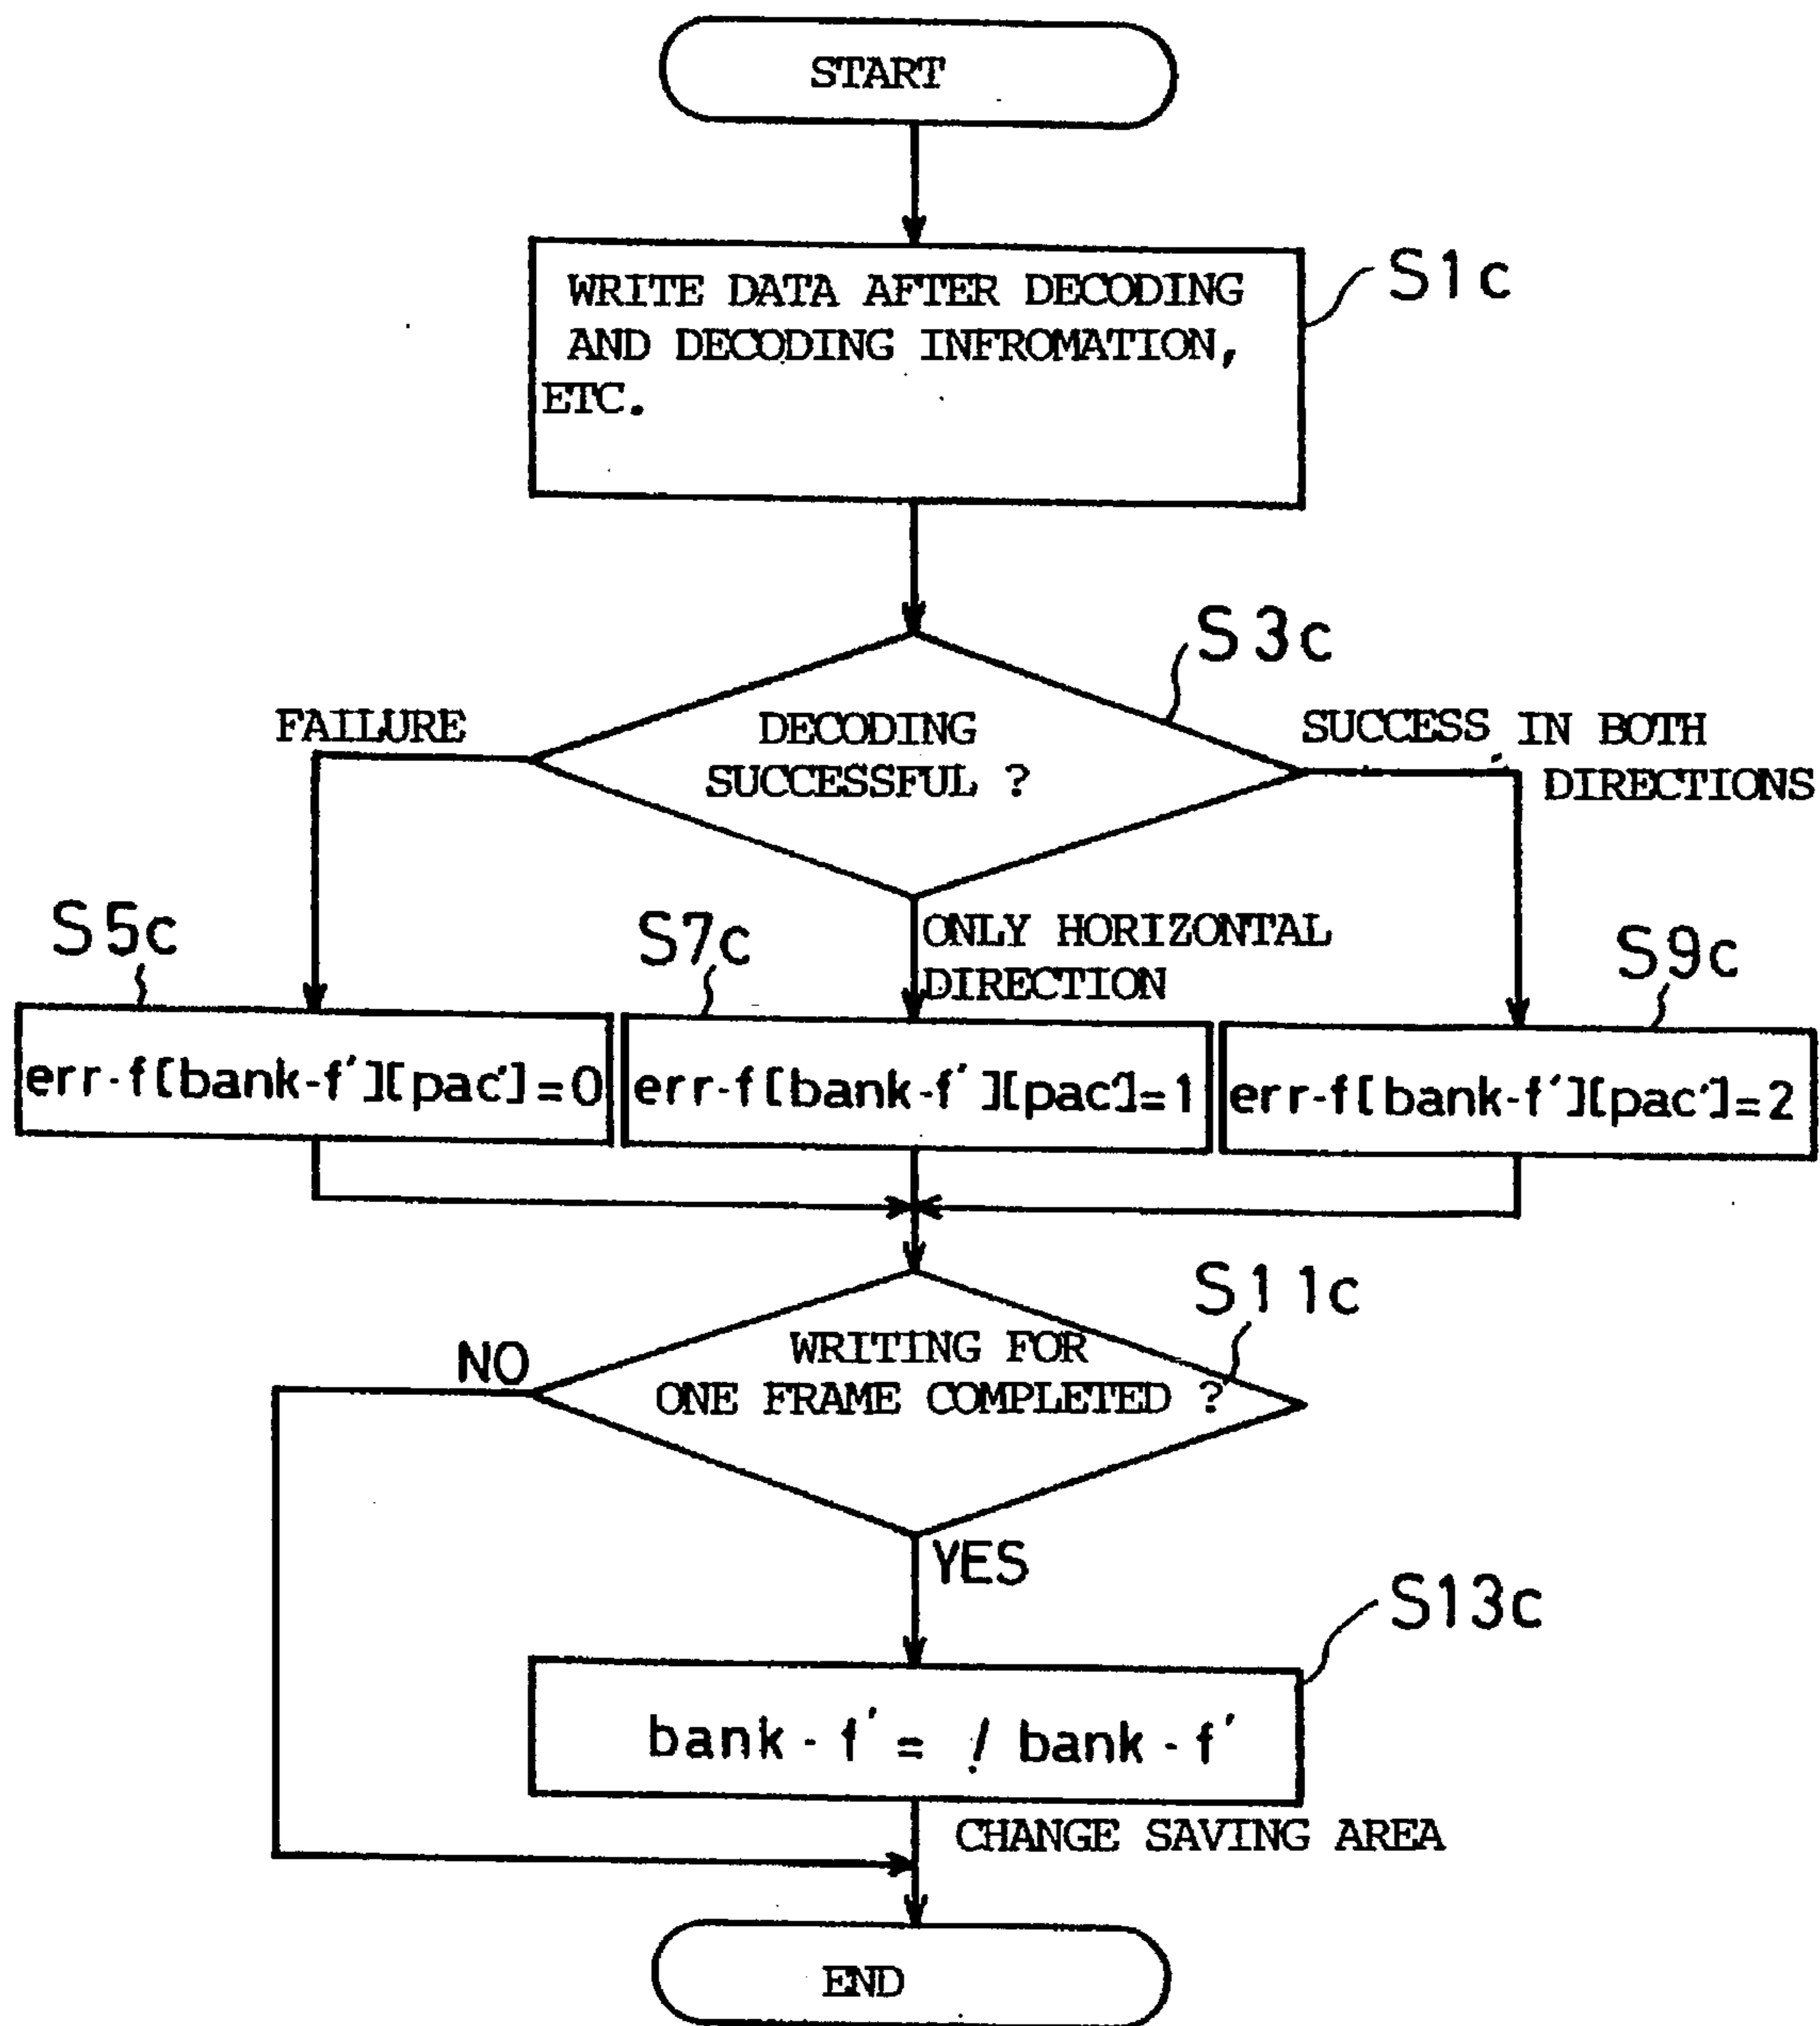 START
WRITE DATA AFTER DECODING
AND DECODING INFROMATION,
ETC.
S1c
S3c
FAILURE
DECODING
SUCCESSFUL ?
SUCCESS IN BOTH
DIRECTIONS
S5c
S7c
ONLY HORIZONTAL
DIRECTION
S9c
err-f[bank-f'][pac']=0
err-f[bank-f'][pac']=1
err-f[bank-f'][pac']=2
S11c
NO
WRITING FOR
ONE FRAME COMPLETED ?
YES
S13c
bank-f' = ! bank-f'
CHANGE SAVING AREA
END